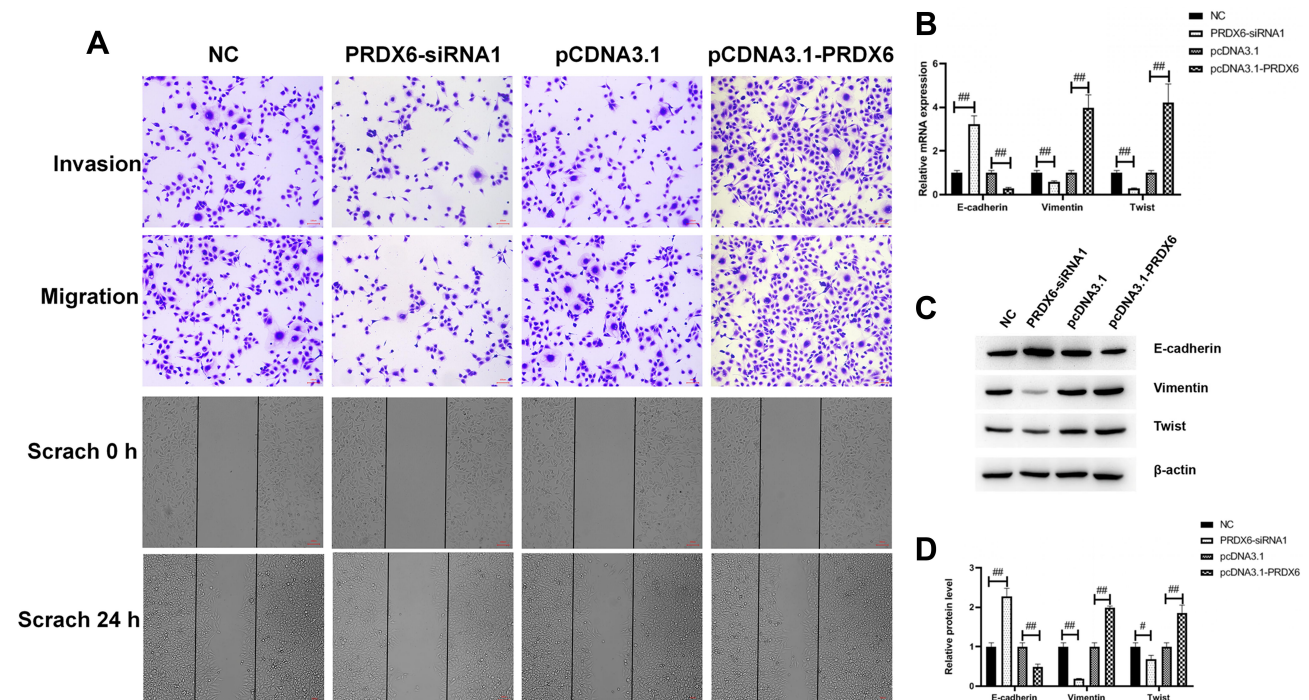 A
NC
PRDX6-siRNA1
pCDNA3.1
pCDNA3.1-PRDX6
Invasion
Migration
Scrach 0 h
Scrach 24 h
B
NC
PRDX6-siRNA1
pcDNA3.1
pcDNA3.1-PRDX6
Relative mRNA expression
6
4
2
0
##
##
##
##
##
##
E-cadherin
Vimentin
Twist
C
NC
PRDX6-siRNA1
pcDNA3.1
pcDNA3.1-PRDX6
E-cadherin
Vimentin
Twist
β-actin
D
NC
PRDX6-siRNA1
pcDNA3.1
pcDNA3.1-PRDX6
Relative protein level
3
2
1
0
##
##
##
##
#
##
E-cadherin
Vimentin
Twist